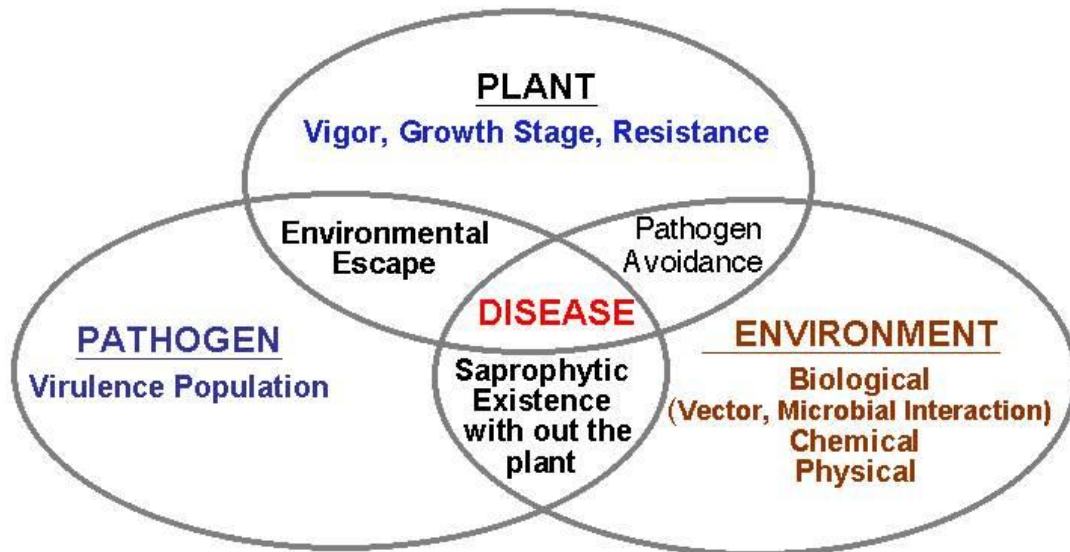 PLANT
Vigor, Growth Stage, Resistance
Environmental
Escape
Pathogen
Avoidance
DISEASE
PATHOGEN
Virulence Population
Saprophytic
Existence
with out the
plant
ENVIRONMENT
Biological
(Vector, Microbial Interaction)
Chemical
Physical